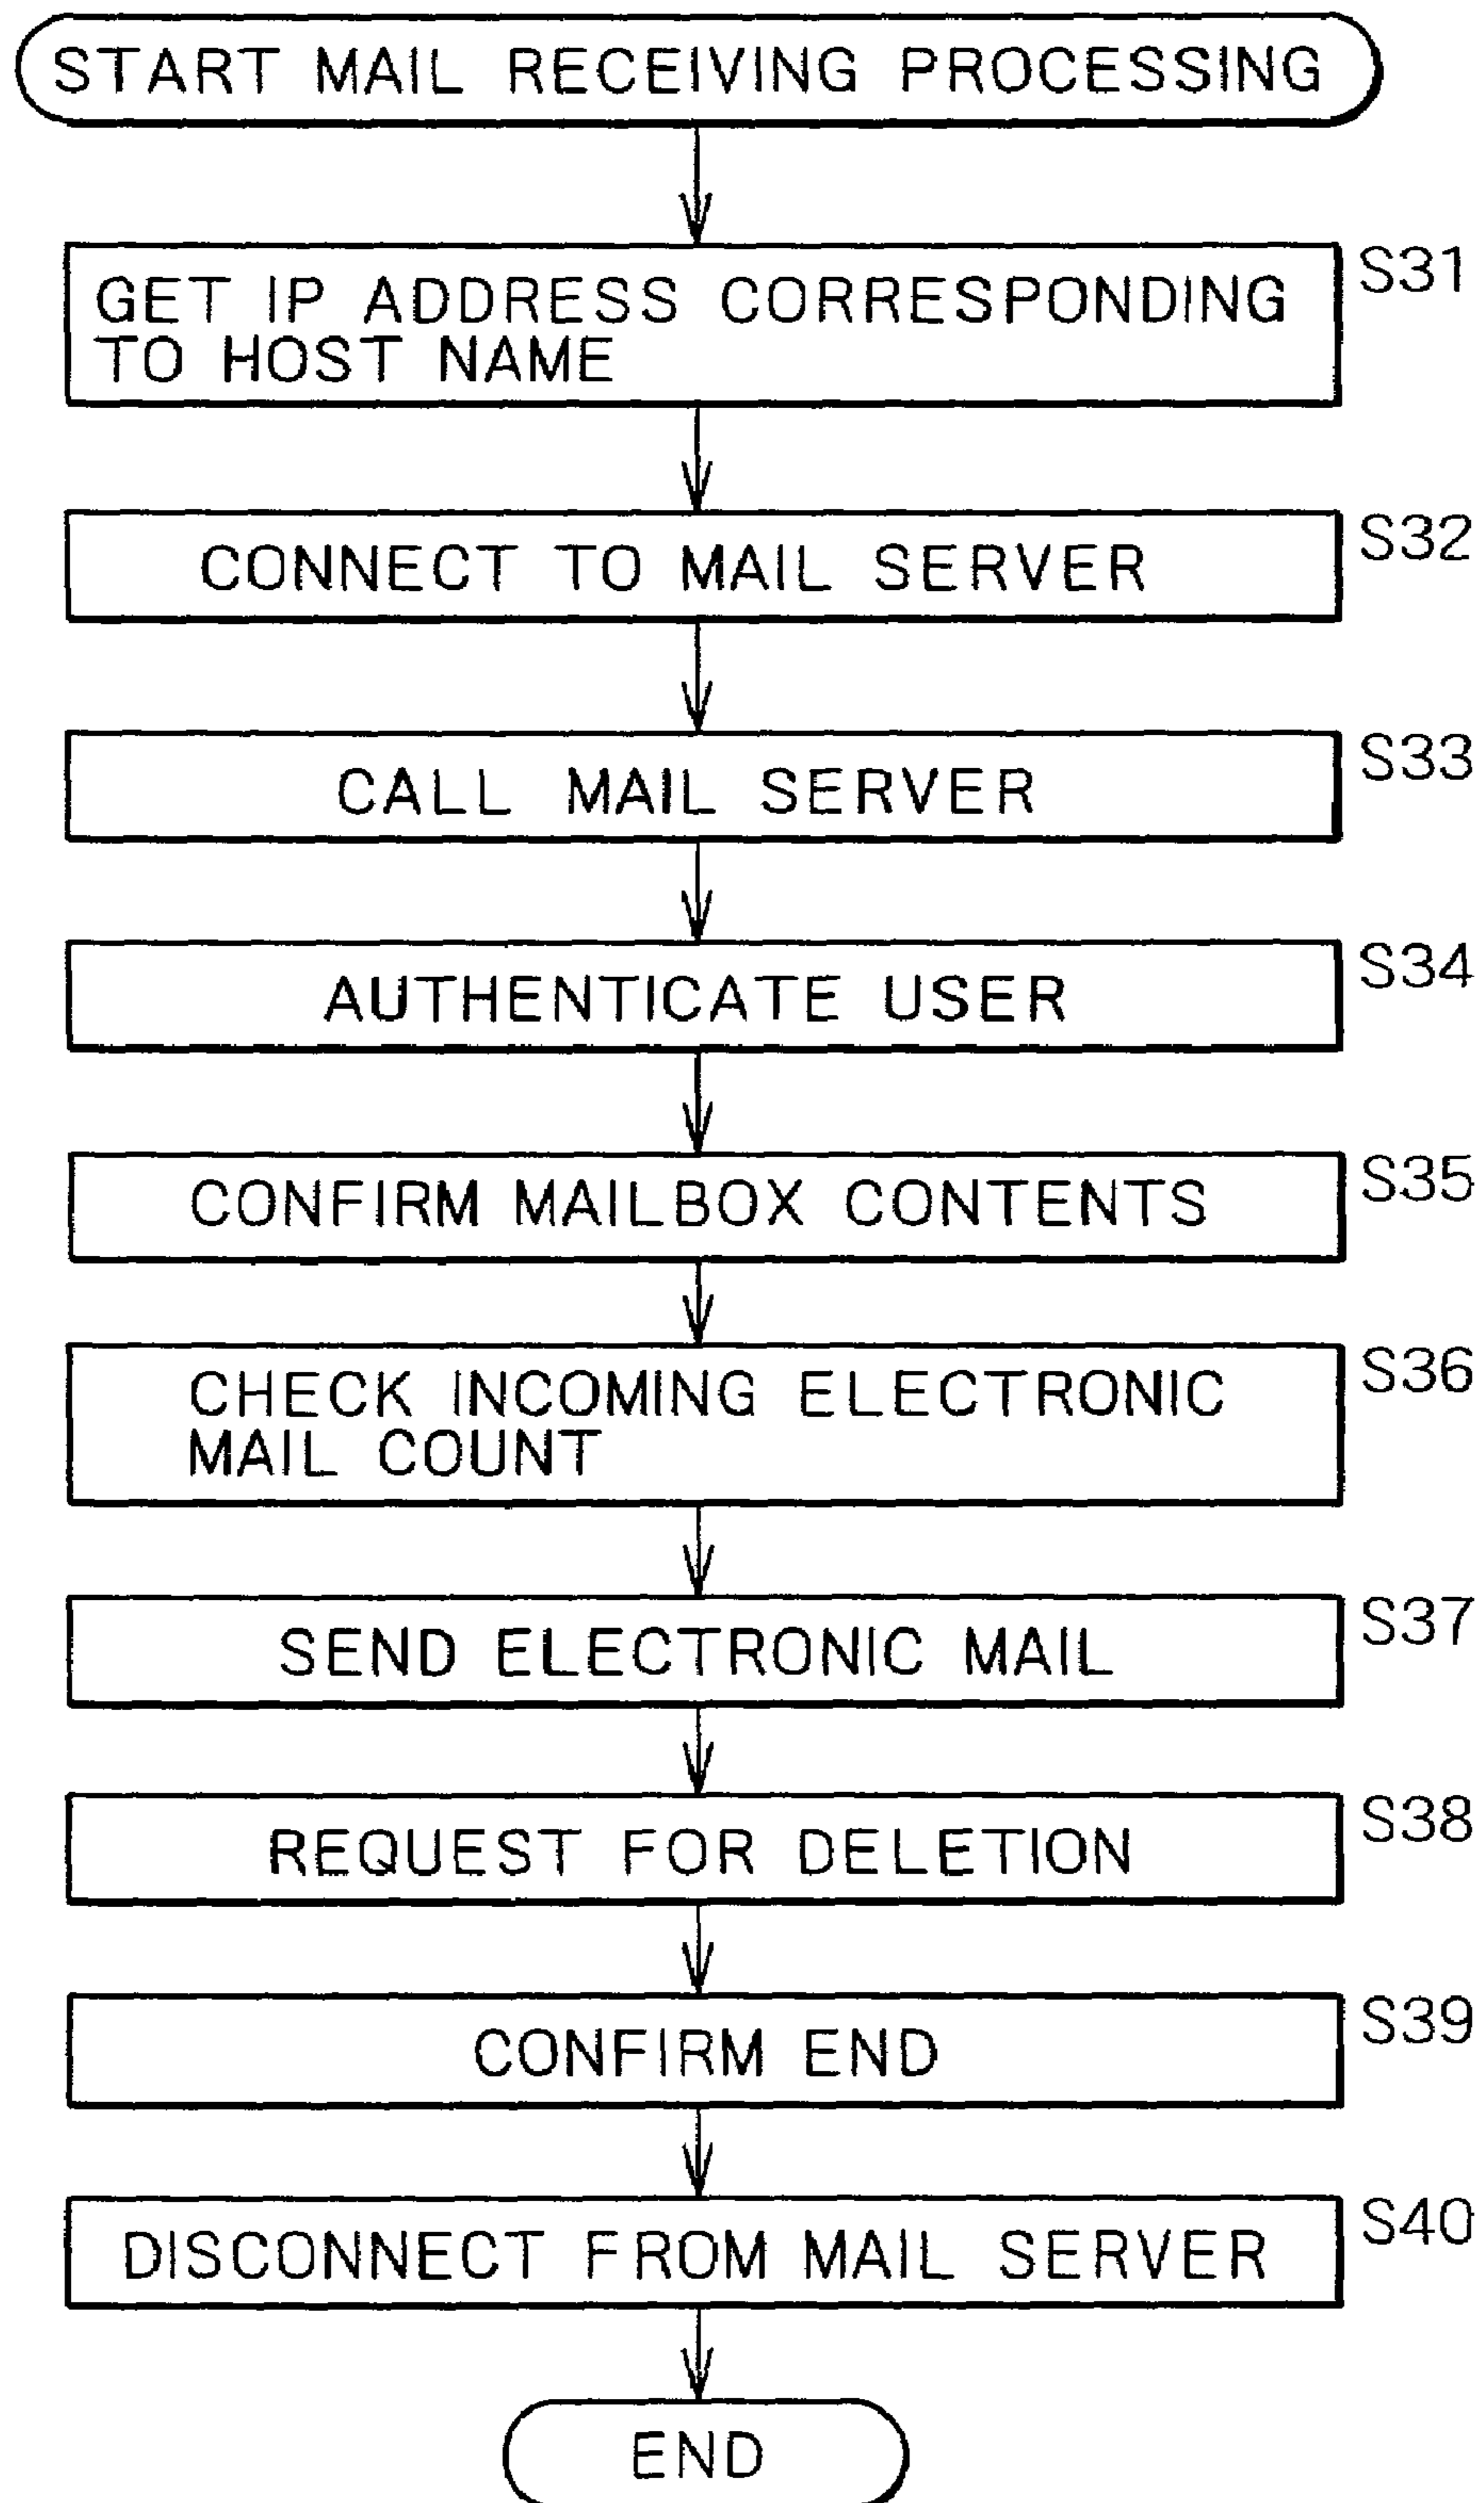 START MAIL RECEIVING PROCESSING
S31
GET IP ADDRESS CORRESPONDING
TO HOST NAME
S32
CONNECT TO MAIL SERVER
S33
CALL MAIL SERVER
S34
AUTHENTICATE USER
S35
CONFIRM MAILBOX CONTENTS
S36
CHECK INCOMING ELECTRONIC
MAIL COUNT
S37
SEND ELECTRONIC MAIL
S38
REQUEST FOR DELETION
S39
CONFIRM END
S40
DISCONNECT FROM MAIL SERVER
END